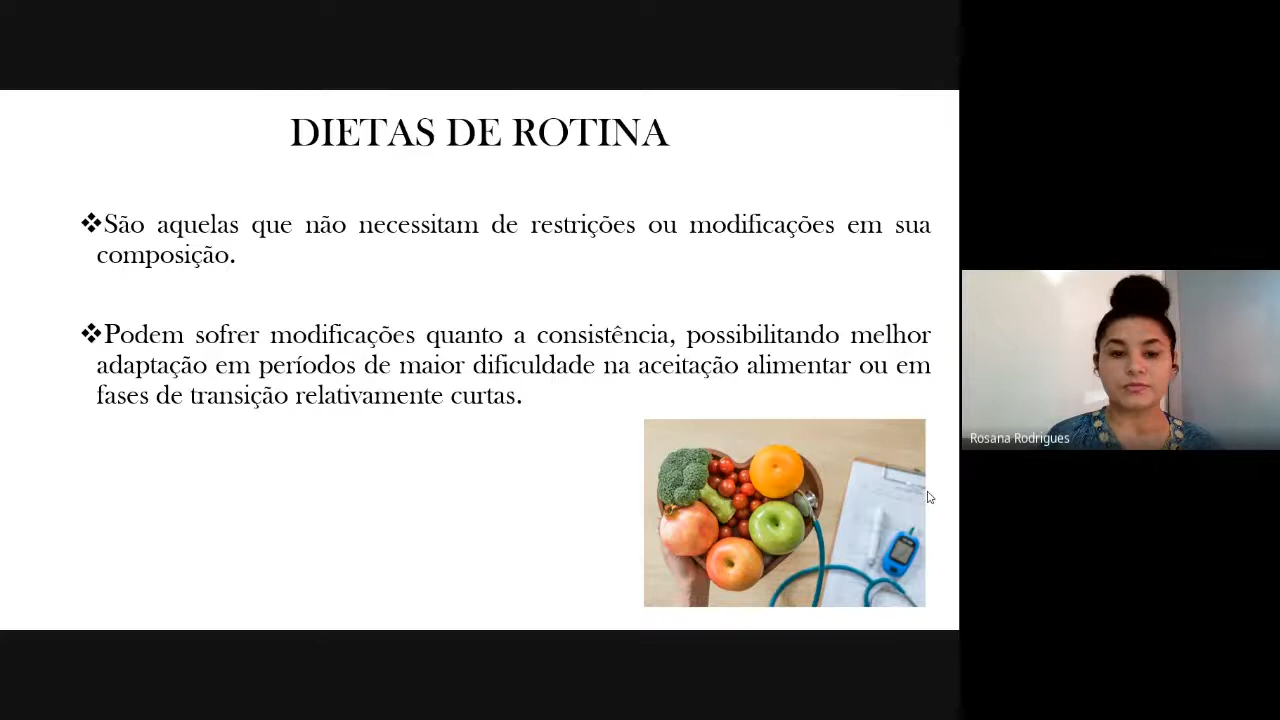 DIETAS DE ROTINA
❖São aquelas que não necessitam de restrições ou modificações em sua
composição.
❖Podem sofrer modificações quanto a consistência, possibilitando melhor
adaptação em períodos de maior dificuldade na aceitação alimentar ou em
fases de transição relativamente curtas.
Rosana Rodrigues